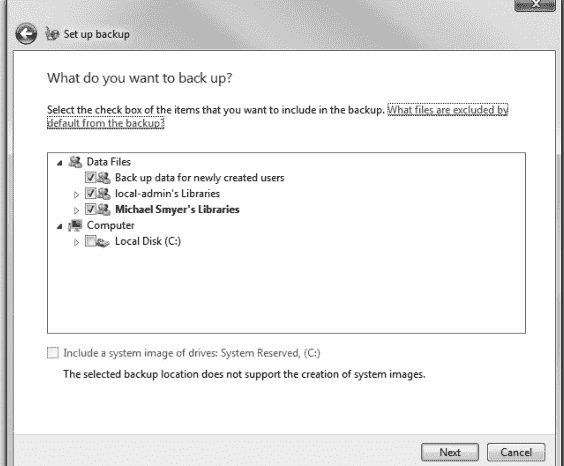 Set up backup
What do you want to back up?
Select the check box of the items that you want to include in the backup. What files are excluded by
default from the backup?
Data Files
Back up data for newly created users
local-admin's Libraries
Michael Smyer's Libraries
Computer
Local Disk (C:)
Include a system image of drives: System Reserved, (C:)
The selected backup location does not support the creation of system images.
Next Cancel